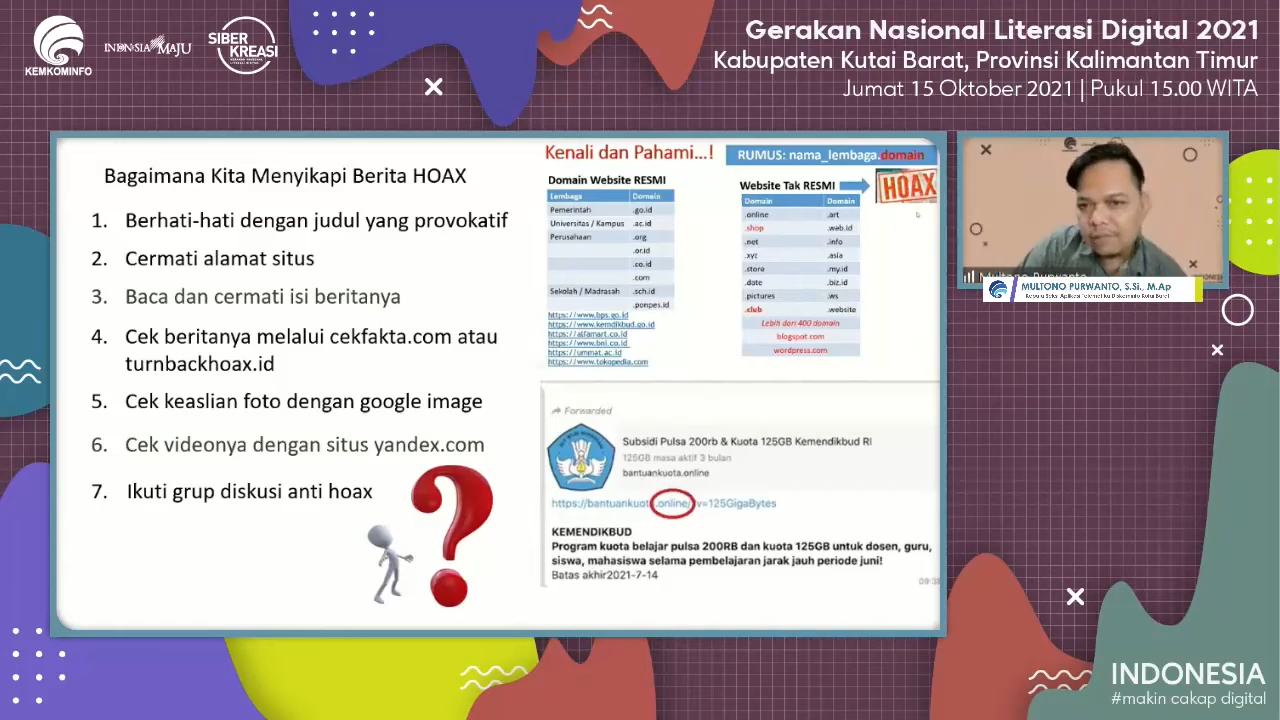 KEMKOMINFO
INDONESIA MAJU
SIBER
KREASI
Gerakan Nasional Literasi Digital 2021
Kabupaten Kutai Barat, Provinsi Kalimantan Timur
Jumat 15 Oktober 2021 | Pukul 15.00 WITA
Bagaimana Kita Menyikapi Berita HOAX
1. Berhati-hati dengan judul yang provokatif
2. Cermati alamat situs
3. Baca dan cermati isi beritanya
4. Cek beritanya melalui cekfakta.com atau
turnbackhoax.id
5. Cek keaslian foto dengan google image
6. Cek videonya dengan situs yandex.com
7. Ikuti grup diskusi anti hoax
Kenali dan Pahami...!
RUMUS: nama_lembaga.domain
Domain Website RESMI
Lembaga Domain
Pemerintah .go.id
Universitas / Kampus .ac.id
Perusahaan .org
.or.id
.co.id
.com
Sekolah / Madrasah .sch.id
.ponpes.id
https://www.bps.go.id
https://www.kemdikbud.go.id
https://alfamart.co.id
https://www.bni.co.id
https://ummat.ac.id
https://www.tokopedia.com
Website Tak RESMI
HOAX
Domain Domain
.online .art
.shop .web.id
.net .info
.xyz .asia
.store .my.id
.date .biz.id
.pictures .ws
.club .website
Lebih dari 400 domain
blogspot.com
wordpress.com
Forwarded
Subsidi Pulsa 200rb & Kuota 125GB Kemendikbud RI
125GB masa aktif 3 bulan
bantuankuota.online
https://bantuankuota.online/?v=125GigaBytes
KEMENDIKBUD
Program kuota belajar pulsa 200RB dan kuota 125GB untuk dosen, guru,
siswa, mahasiswa selama pembelajaran jarak jauh periode juni!
Batas akhir2021-7-14
Multono Purwanto
MULTONO PURWANTO, S.Si., M.Ap
INDONESIA
#makin cakap digital